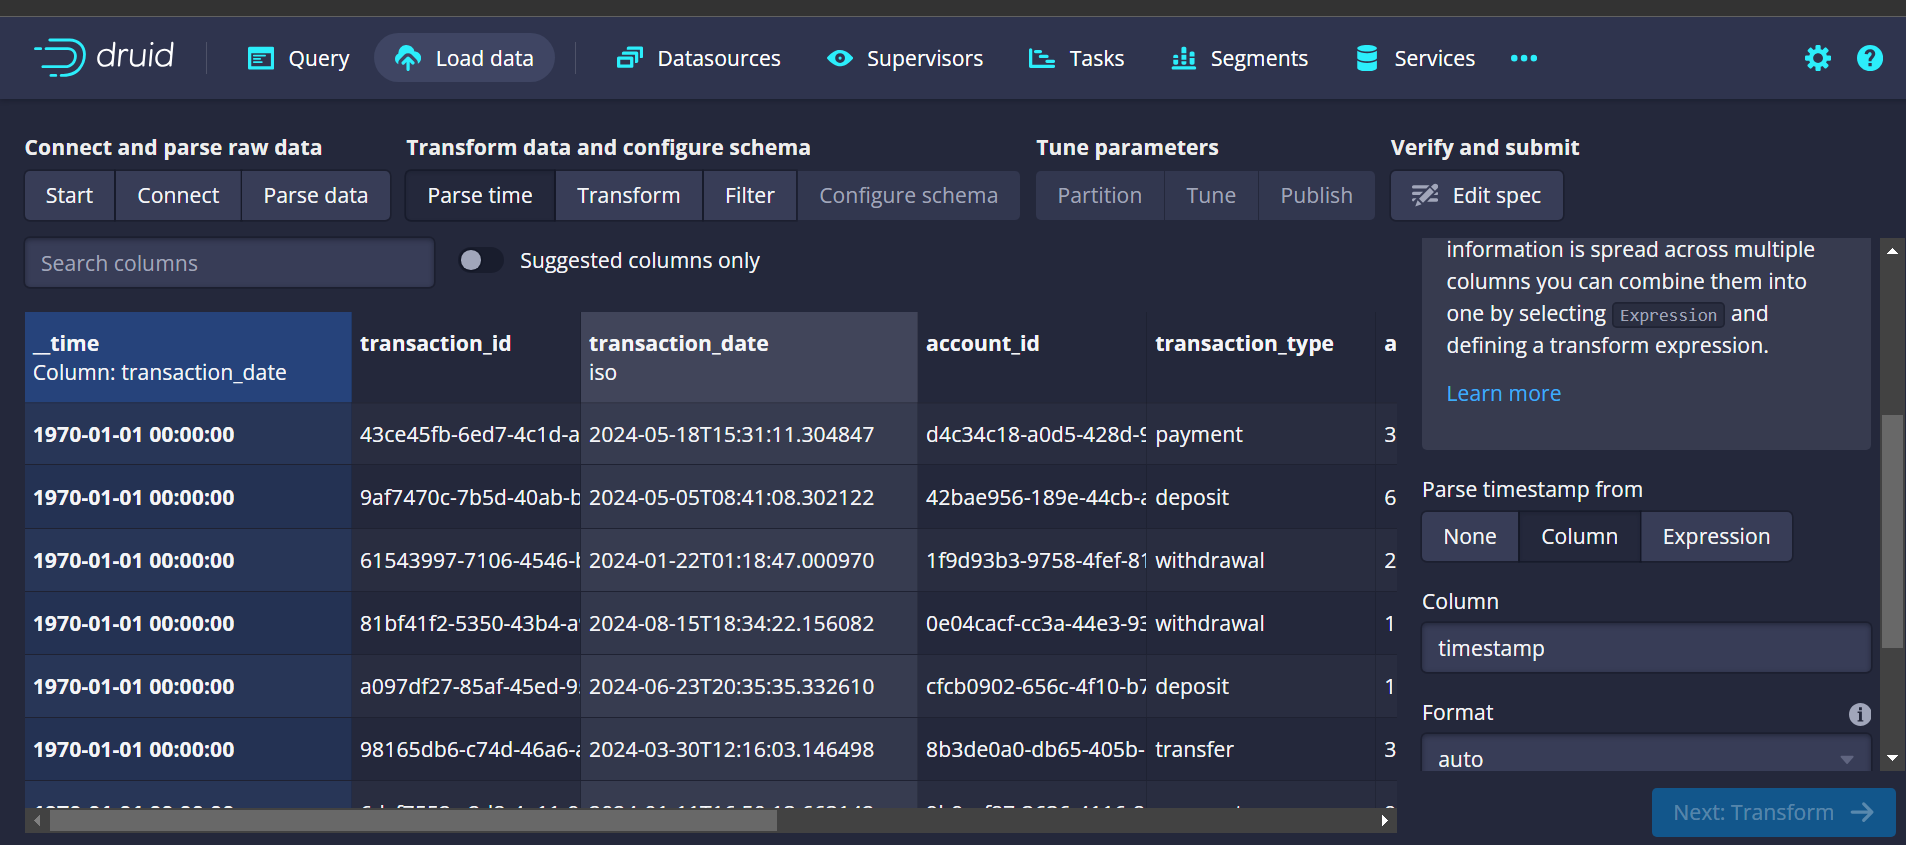 druid
Query
Load data
Datasources
Supervisors
Tasks
Segments
Services
Connect and parse raw data
Transform data and configure schema
Tune parameters
Verify and submit
Start
Connect
Parse data
Parse time
Transform
Filter
Configure schema
Partition
Tune
Publish
Edit spec
Search columns
Suggested columns only
__time
Column: transaction_date
transaction_id
transaction_date
iso
account_id
transaction_type
a
1970-01-01 00:00:00 43ce45fb-6ed7-4c1d-a 2024-05-18T15:31:11.304847 d4c34c18-a0d5-428d-9 payment 3
1970-01-01 00:00:00 9af7470c-7b5d-40ab-b 2024-05-05T08:41:08.302122 42bae956-189e-44cb-a deposit 6
1970-01-01 00:00:00 61543997-7106-4546-b 2024-01-22T01:18:47.000970 1f9d93b3-9758-4fef-81 withdrawal 2
1970-01-01 00:00:00 81bf41f2-5350-43b4-a 2024-08-15T18:34:22.156082 0e04cacf-cc3a-44e3-93 withdrawal 1
1970-01-01 00:00:00 a097df27-85af-45ed-9 2024-06-23T20:35:35.332610 cfcb0902-656c-4f10-b7 deposit 1
1970-01-01 00:00:00 98165db6-c74d-46a6-a 2024-03-30T12:16:03.146498 8b3de0a0-db65-405b- transfer 3
information is spread across multiple
columns you can combine them into
one by selecting Expression and
defining a transform expression.
Learn more
Parse timestamp from
None
Column
Expression
Column
timestamp
Format
auto
Next: Transform